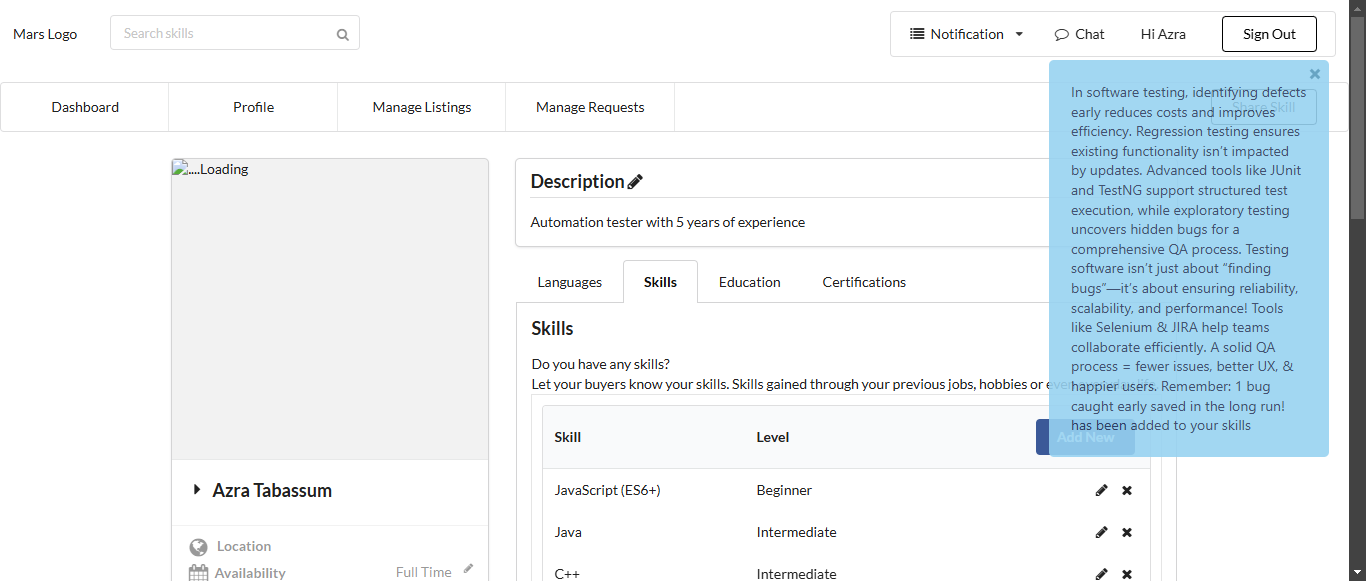 Mars Logo
Search skills
Notification
Chat
Hi Azra
Sign Out
Dashboard
Profile
Manage Listings
Manage Requests
Share Skill
In software testing, identifying defects
early reduces costs and improves
efficiency. Regression testing ensures
existing functionality isn’t impacted
by updates. Advanced tools like JUnit
and TestNG support structured test
execution, while exploratory testing
uncovers hidden bugs for a
comprehensive QA process. Testing
software isn’t just about “finding
bugs”—it’s about ensuring reliability,
scalability, and performance! Tools
like Selenium & JIRA help teams
collaborate efficiently. A solid QA
process = fewer issues, better UX, &
happier users. Remember: 1 bug
caught early saved in the long run!
has been added to your skills
....Loading
Azra Tabassum
Location
Availability
Full Time
Description
Automation tester with 5 years of experience
Languages
Skills
Education
Certifications
Skills
Do you have any skills?
Let your buyers know your skills. Skills gained through your previous jobs, hobbies or
Skill
Level
Add New
JavaScript (ES6+)
Beginner
Java
Intermediate
C++
Intermediate